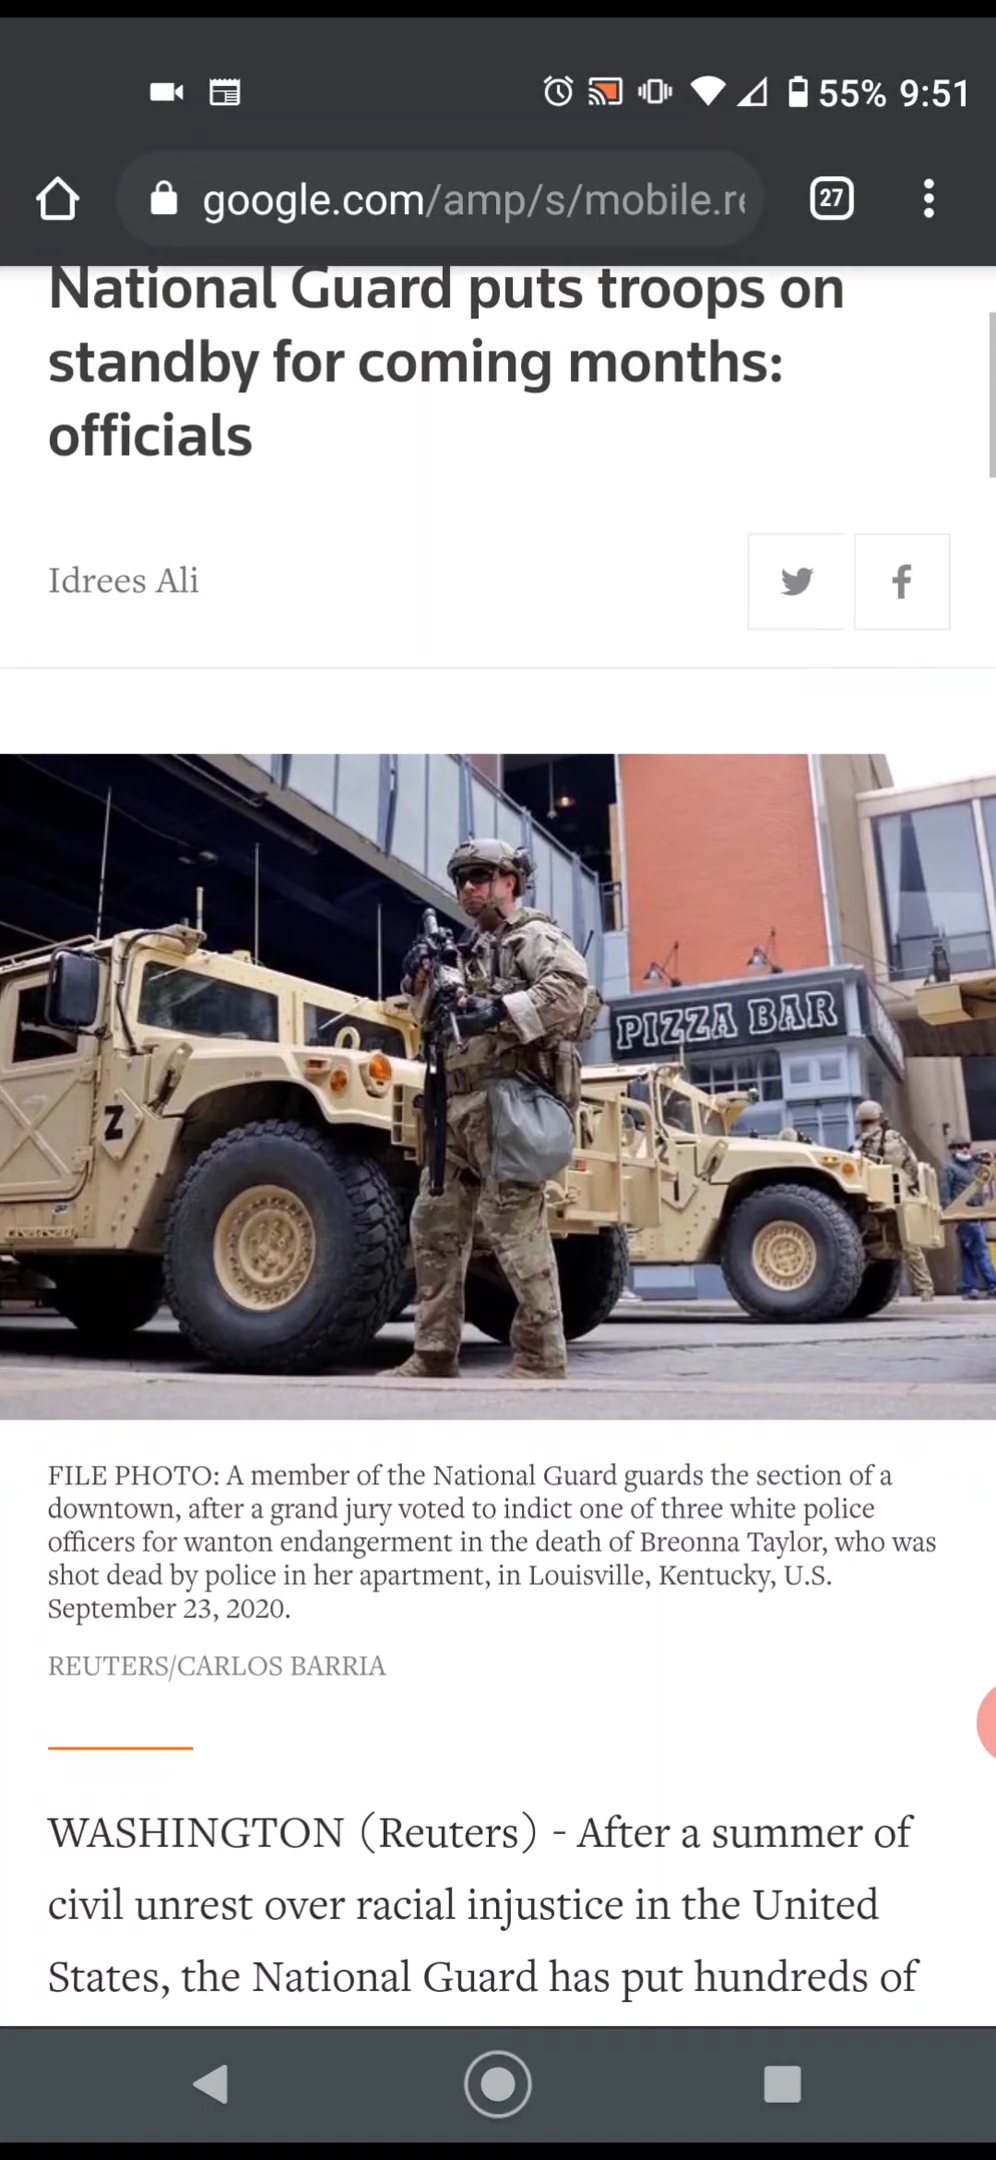 55% 9:51
google.com/amp/s/mobile.re
27
National Guard puts troops on
standby for coming months:
officials
Idrees Ali
PIZZA BAR
Z
FILE PHOTO: A member of the National Guard guards the section of a
downtown, after a grand jury voted to indict one of three white police
officers for wanton endangerment in the death of Breonna Taylor, who was
shot dead by police in her apartment, in Louisville, Kentucky, U.S.
September 23, 2020.
REUTERS/CARLOS BARRIA
WASHINGTON (Reuters) - After a summer of
civil unrest over racial injustice in the United
States, the National Guard has put hundreds of